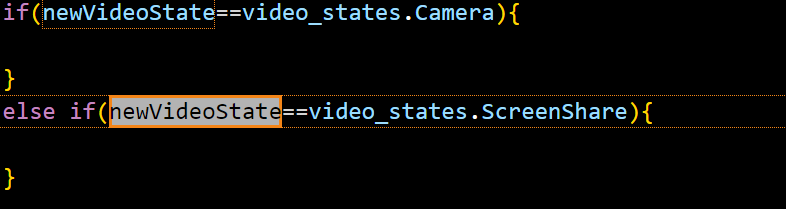 if(newVideoState==video_states.Camera){
}
else if(newVideoState==video_states.ScreenShare){
}